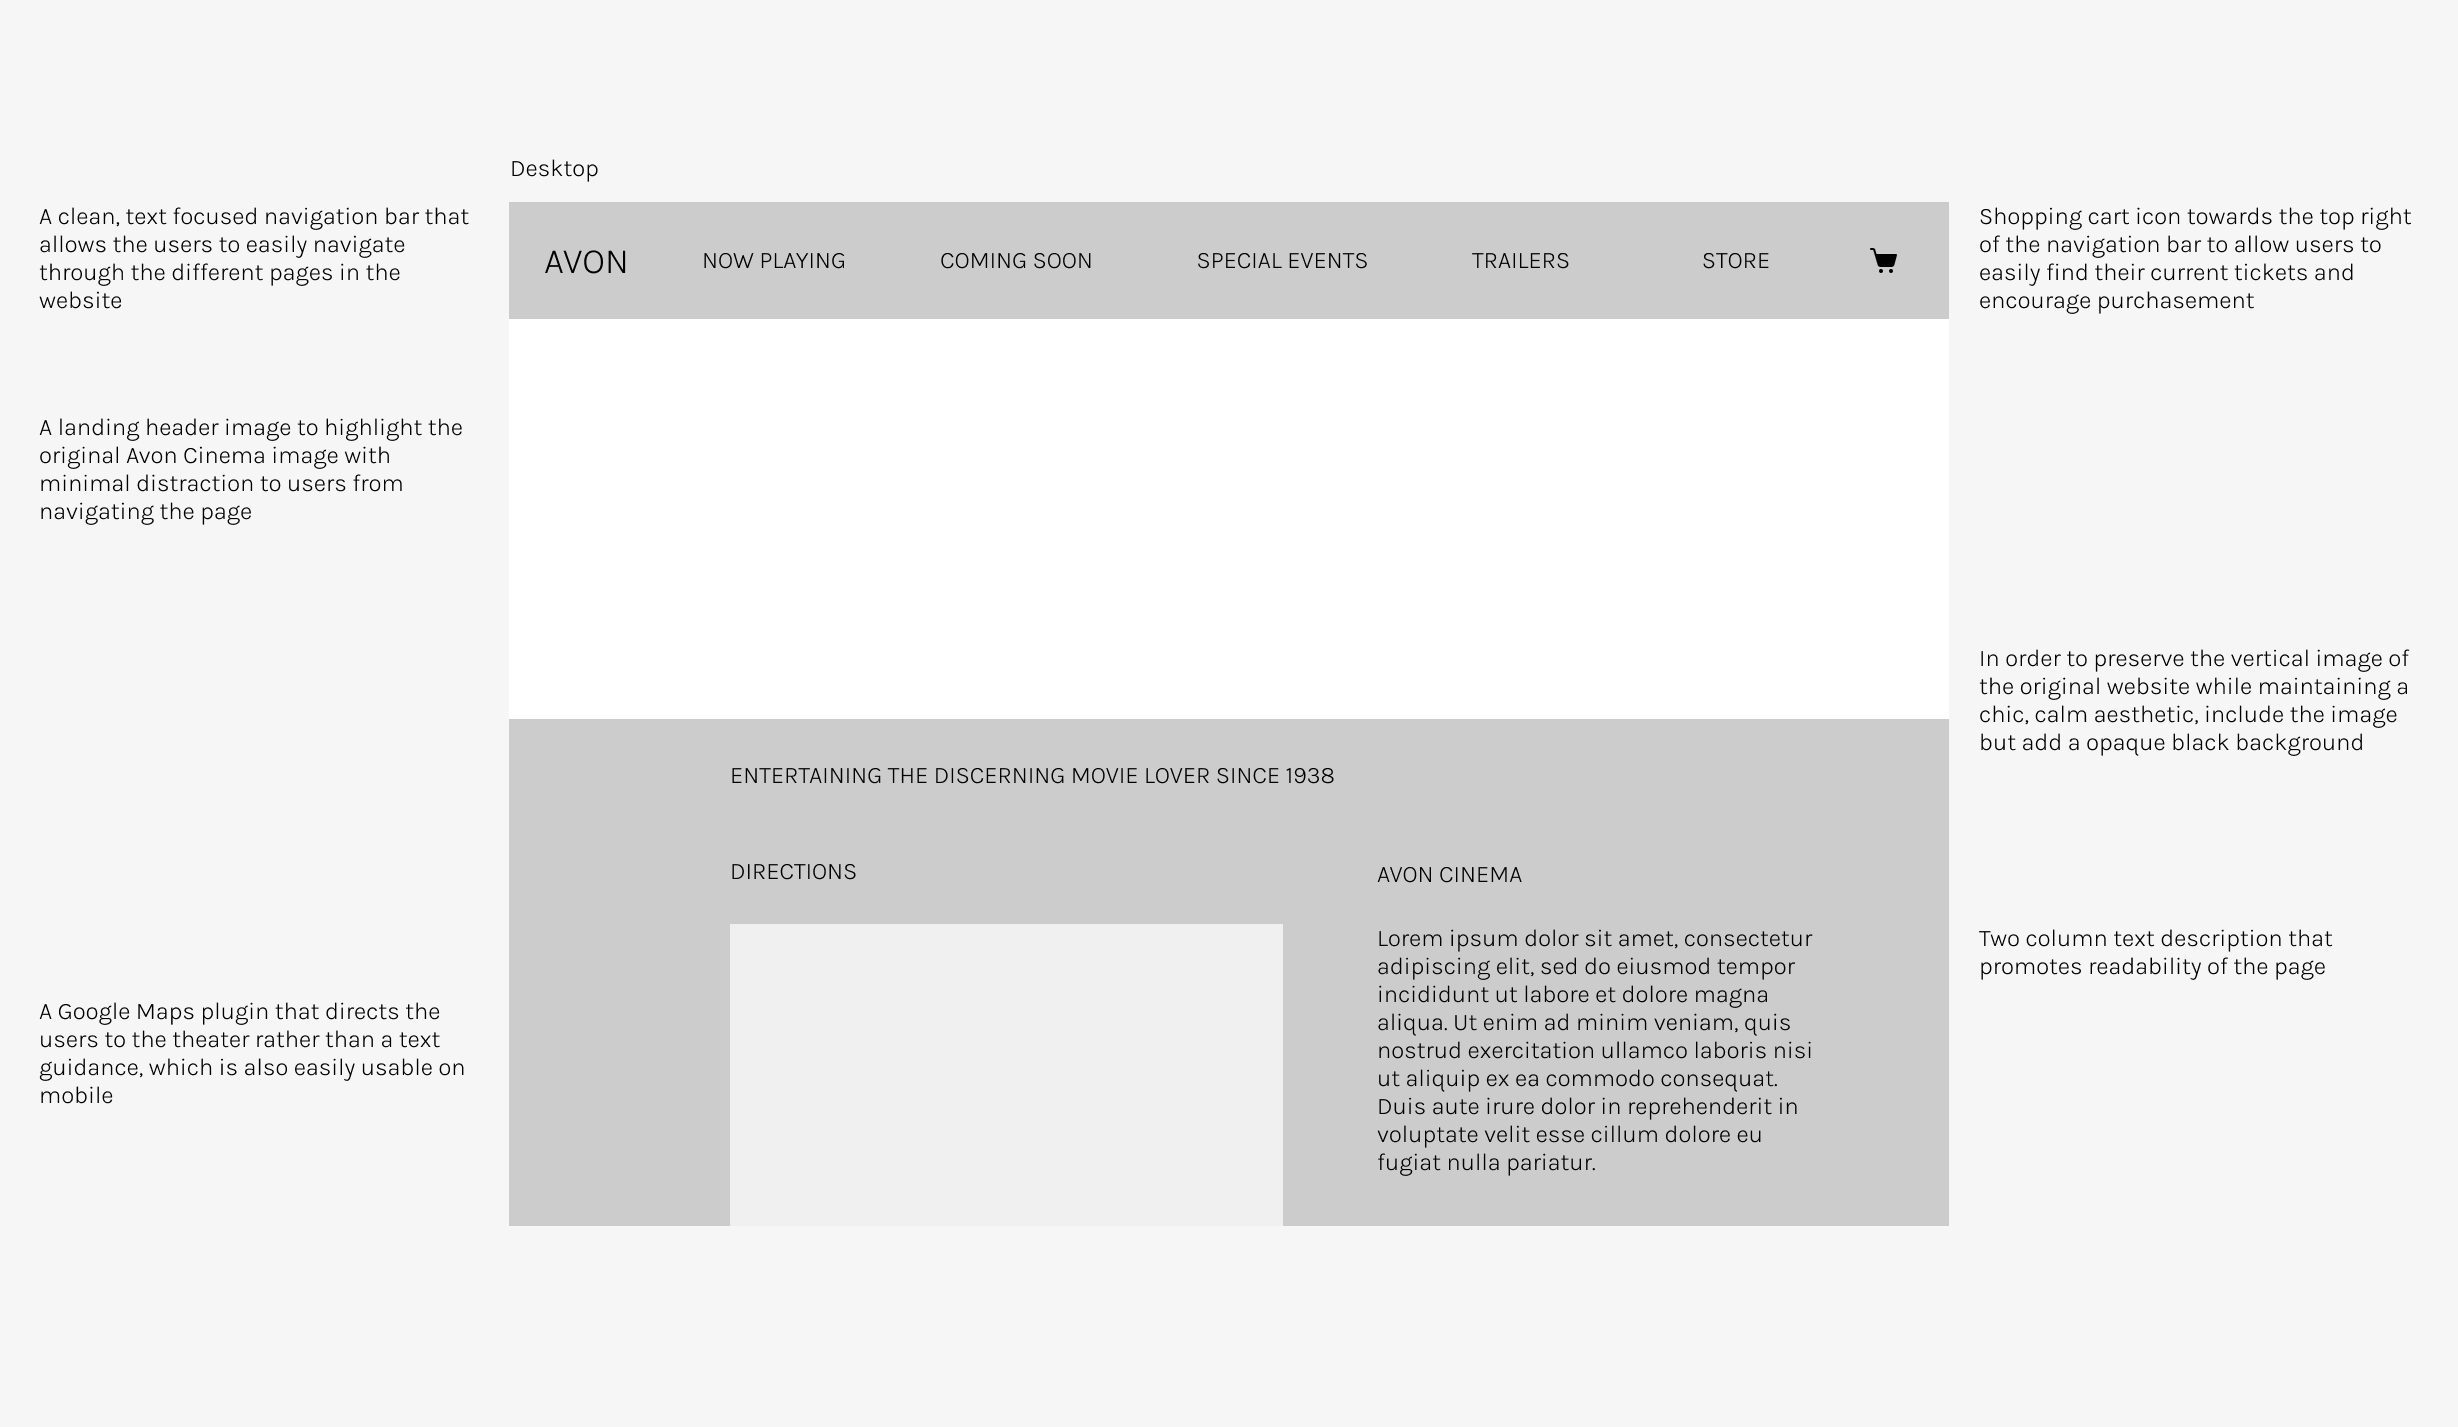 Desktop
A clean, text focused navigation bar that
allows the users to easily navigate
through the different pages in the
website
A landing header image to highlight the
original Avon Cinema image with
minimal distraction to users from
navigating the page
A Google Maps plugin that directs the
users to the theater rather than a text
guidance, which is also easily usable on
mobile
AVON NOW PLAYING COMING SOON SPECIAL EVENTS TRAILERS STORE
ENTERTAINING THE DISCERNING MOVIE LOVER SINCE 1938
DIRECTIONS
AVON CINEMA
Lorem ipsum dolor sit amet, consectetur
adipiscing elit, sed do eiusmod tempor
incididunt ut labore et dolore magna
aliqua. Ut enim ad minim veniam, quis
nostrud exercitation ullamco laboris nisi
ut aliquip ex ea commodo consequat.
Duis aute irure dolor in reprehenderit in
voluptate velit esse cillum dolore eu
fugiat nulla pariatur.
Shopping cart icon towards the top right
of the navigation bar to allow users to
easily find their current tickets and
encourage purchasement
In order to preserve the vertical image of
the original website while maintaining a
chic, calm aesthetic, include the image
but add a opaque black background
Two column text description that
promotes readability of the page